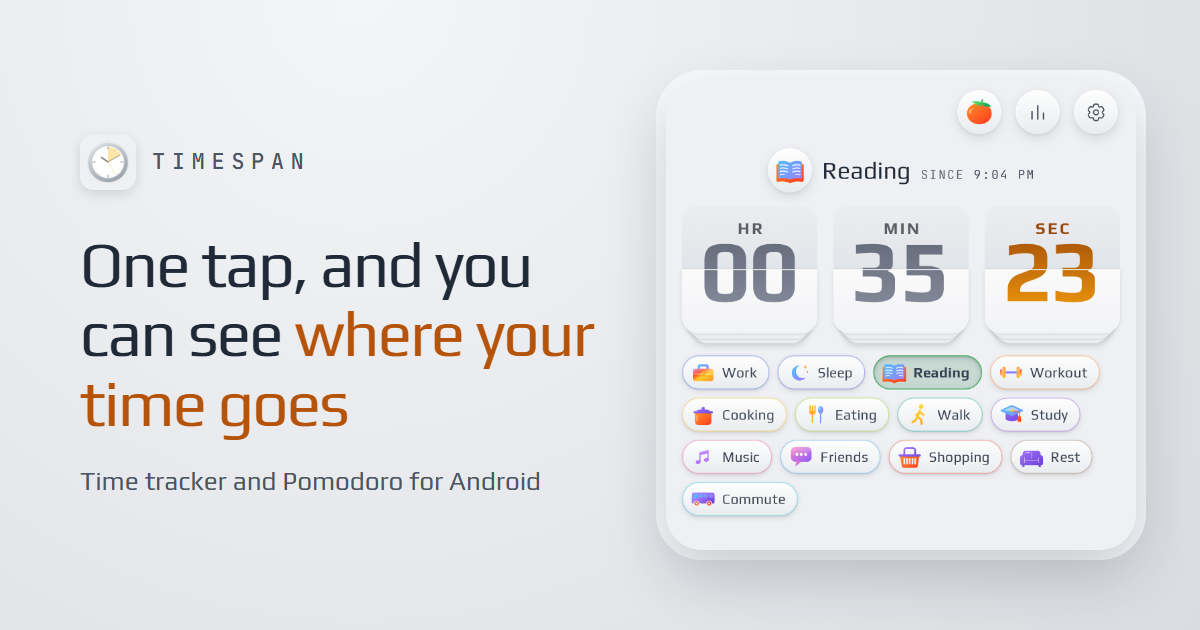 TIMESPAN
One tap, and you
can see where your
time goes
Time tracker and Pomodoro for Android
Reading SINCE 9:04 PM
HR MIN SEC
00 35 23
Work Sleep Reading Workout
Cooking Eating Walk Study
Music Friends Shopping Rest
Commute